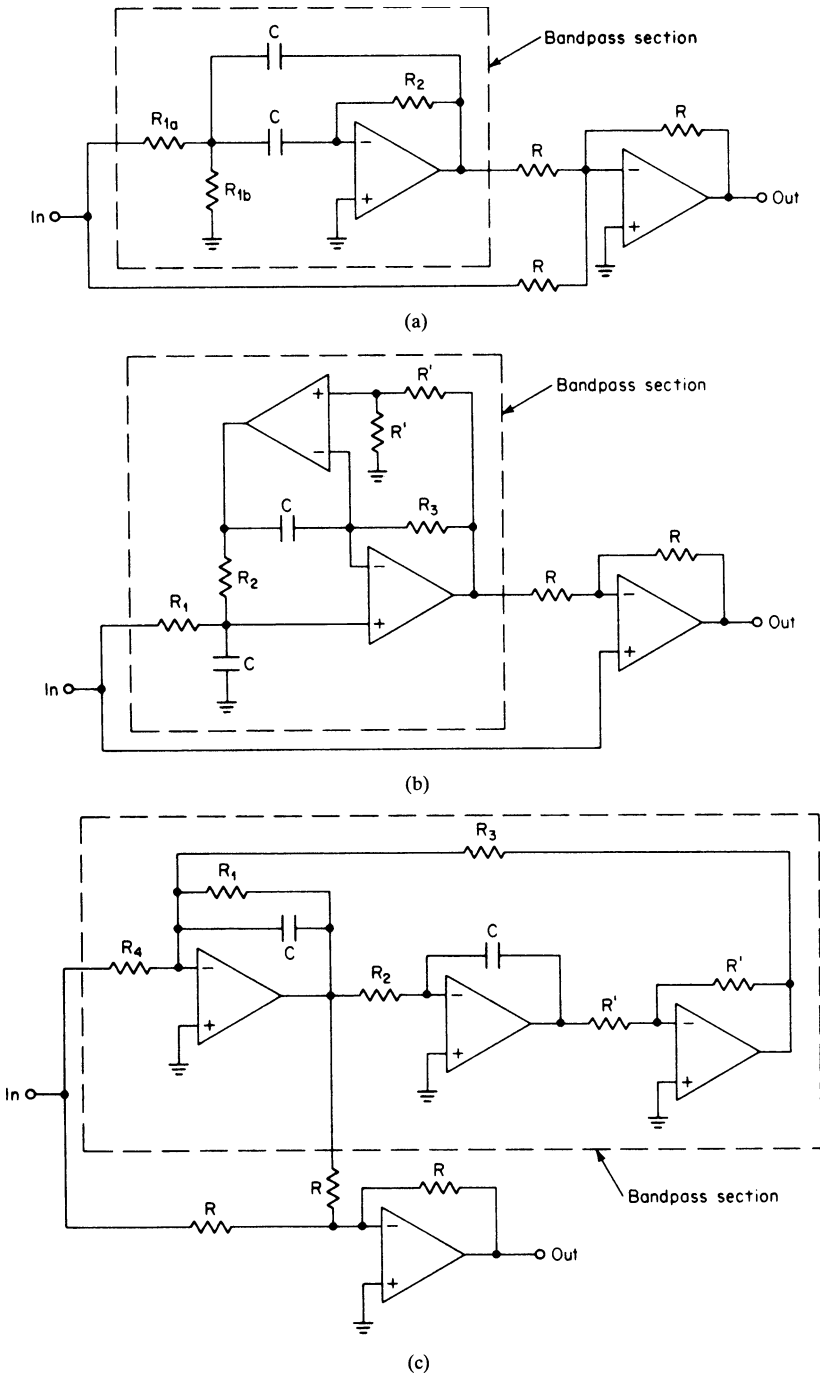 C
Bandpass section
R2
R1a
C
R
R1b
R
In
Out
R
(a)
R'
Bandpass section
R'
C
R3
R2
R
R1
R
Out
C
In
(b)
R3
R1
C
R4
R2
C
R'
R'
In
R
R
Bandpass section
R
Out
(c)